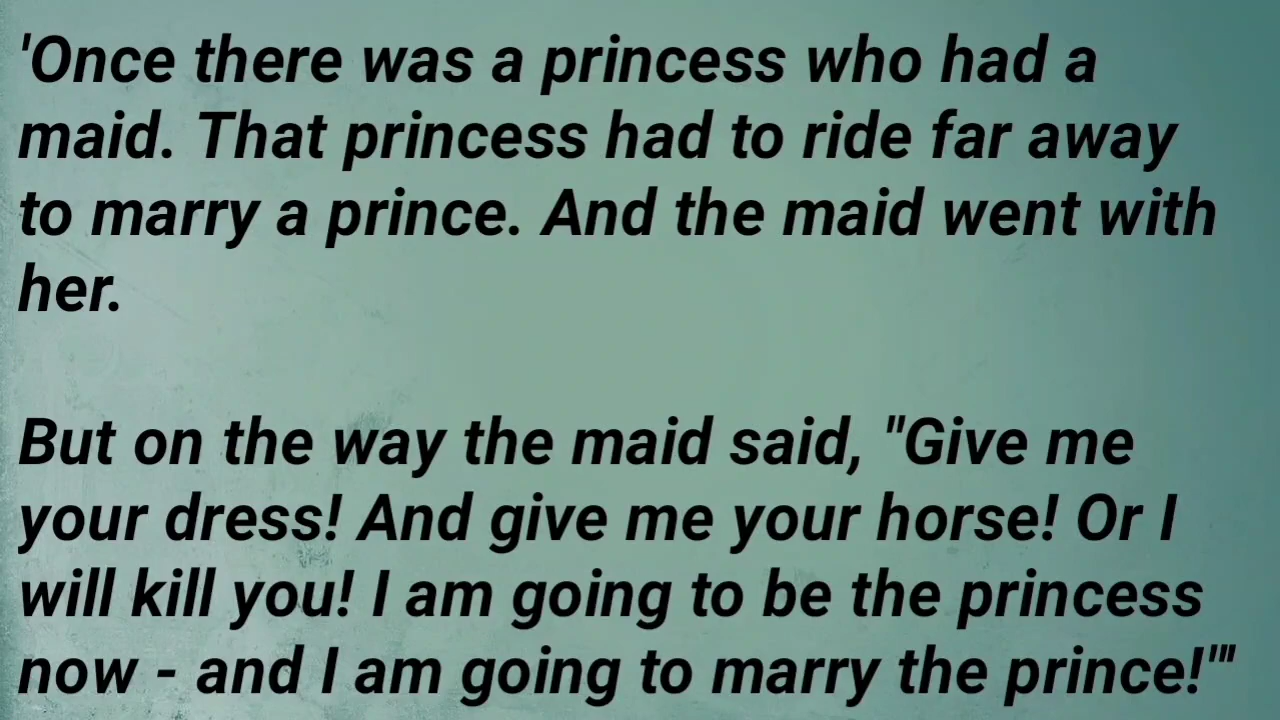 'Once there was a princess who had a
maid. That princess had to ride far away
to marry a prince. And the maid went with
her.
But on the way the maid said, "Give me
your dress! And give me your horse! Or I
will kill you! I am going to be the princess
now - and I am going to marry the prince!"'